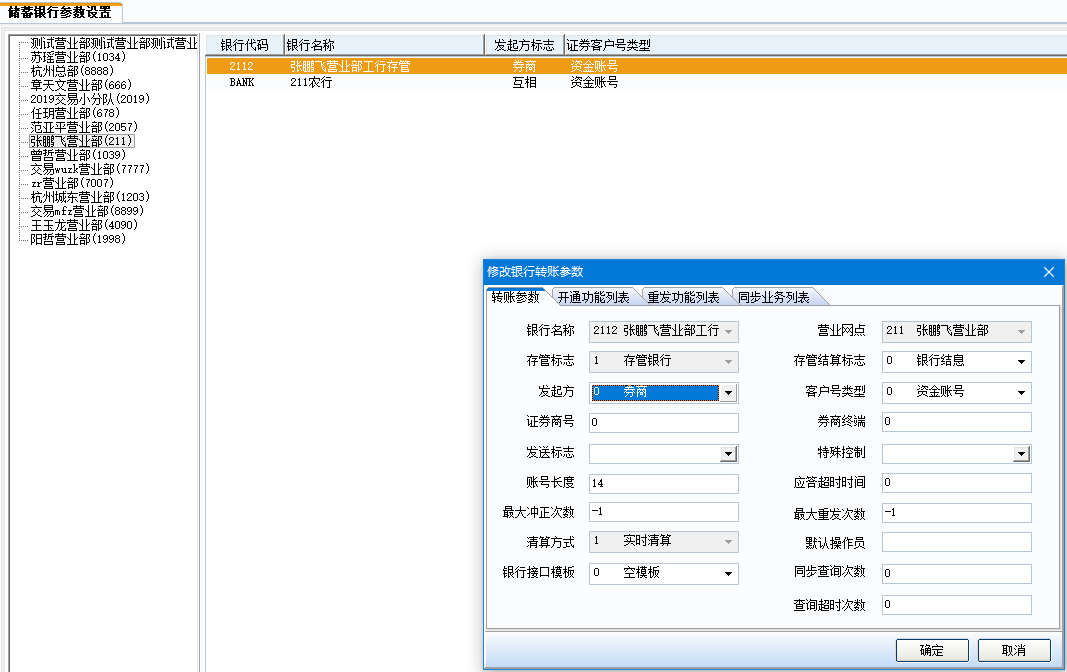 储蓄银行参数设置
测试营业部测试营业部测试营业
苏瑶营业部(1034)
杭州总部(8888)
章天文营业部(666)
2019交易小分队(2019)
任玥营业部(678)
范亚平营业部(2057)
张鹏飞营业部(211)
曾哲营业部(1039)
交易wuzk营业部(7777)
zr营业部(7007)
杭州城东营业部(1203)
交易mfz营业部(8899)
王玉龙营业部(4090)
阳哲营业部(1998)
银行代码 银行名称 发起方标志 证券客户号类型
2112 张鹏飞营业部工行存管 券商 资金账号
BANK 211农行 互相 资金账号
修改银行转账参数
转账参数 开通功能列表 重发功能列表 同步业务列表
银行名称 2112 张鹏飞营业部工行 营业网点 211 张鹏飞营业部
存管标志 1 存管银行 存管结算标志 0 银行结息
发起方 0 券商 客户号类型 0 资金账号
证券商号 0 券商终端 0
发送标志 特殊控制
账号长度 14 应答超时时间 0
最大冲正次数 -1 最大重发次数 -1
清算方式 1 实时清算 默认操作员
银行接口模板 0 空模板 同步查询次数 0
查询超时次数 0
确定 取消